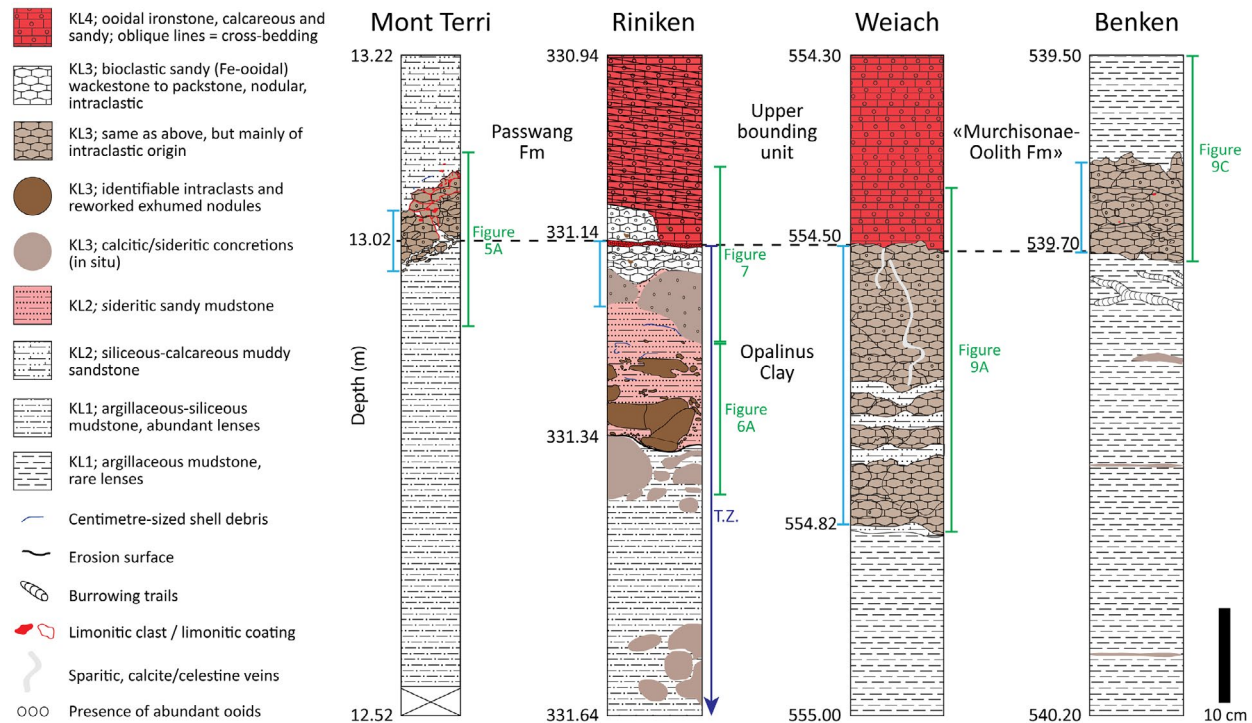 KL4; ooidal ironstone, calcareous and
sandy; oblique lines = cross-bedding
KL3; bioclastic sandy (Fe-ooidal)
wackestone to packstone, nodular,
intraclastic
KL3; same as above, but mainly of
intraclastic origin
KL3; identifiable intraclasts and
reworked exhumed nodules
KL3; calcitic/sideritic concretions
(in situ)
KL2; sideritic sandy mudstone
KL2; siliceous-calcareous muddy
sandstone
KL1; argillaceous-siliceous
mudstone, abundant lenses
KL1; argillaceous mudstone,
rare lenses
Centimetre-sized shell debris
Erosion surface
Burrowing trails
Limonitic clast / limonitic coating
Sparitic, calcite/celestine veins
Presence of abundant ooids
Depth (m)
Mont Terri
13.22
13.02
12.52
Figure
5A
Passwang
Fm
Riniken
330.94
331.14
331.34
331.64
Figure
7
Figure
6A
T.Z.
Upper
bounding
unit
Opalinus
Clay
Weiach
554.30
554.50
554.82
555.00
Figure
9A
«Murchisonae-
Oolith Fm»
Benken
539.50
539.70
540.20
Figure
9C
10 cm